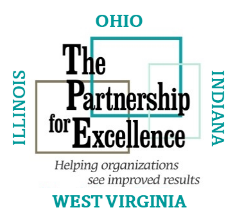 OHIO
ILLINOIS
INDIANA
The
Partnership
for Excellence
Helping organizations
see improved results
WEST VIRGINIA